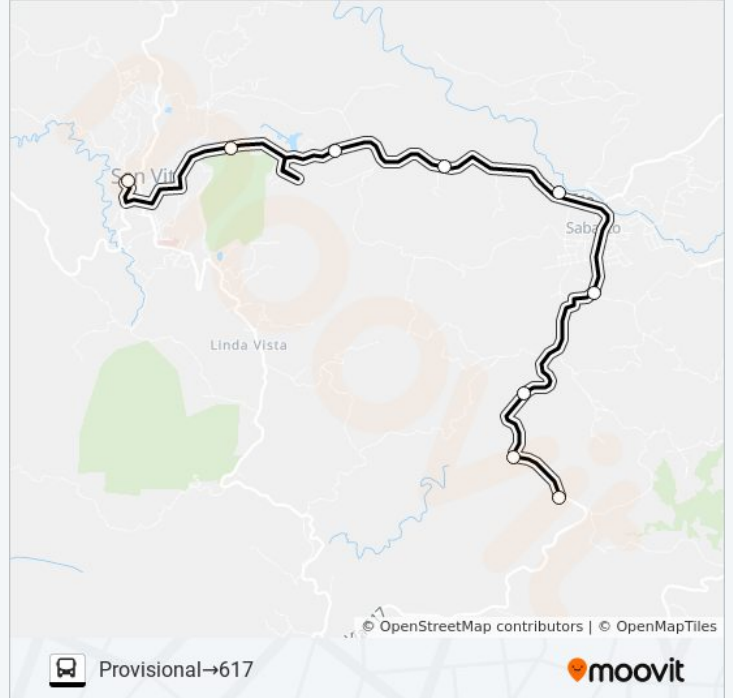 San Vit
Sabalito
Linda Vista
© OpenStreetMap contributors | © OpenMapTiles
Provisional→617
moovit